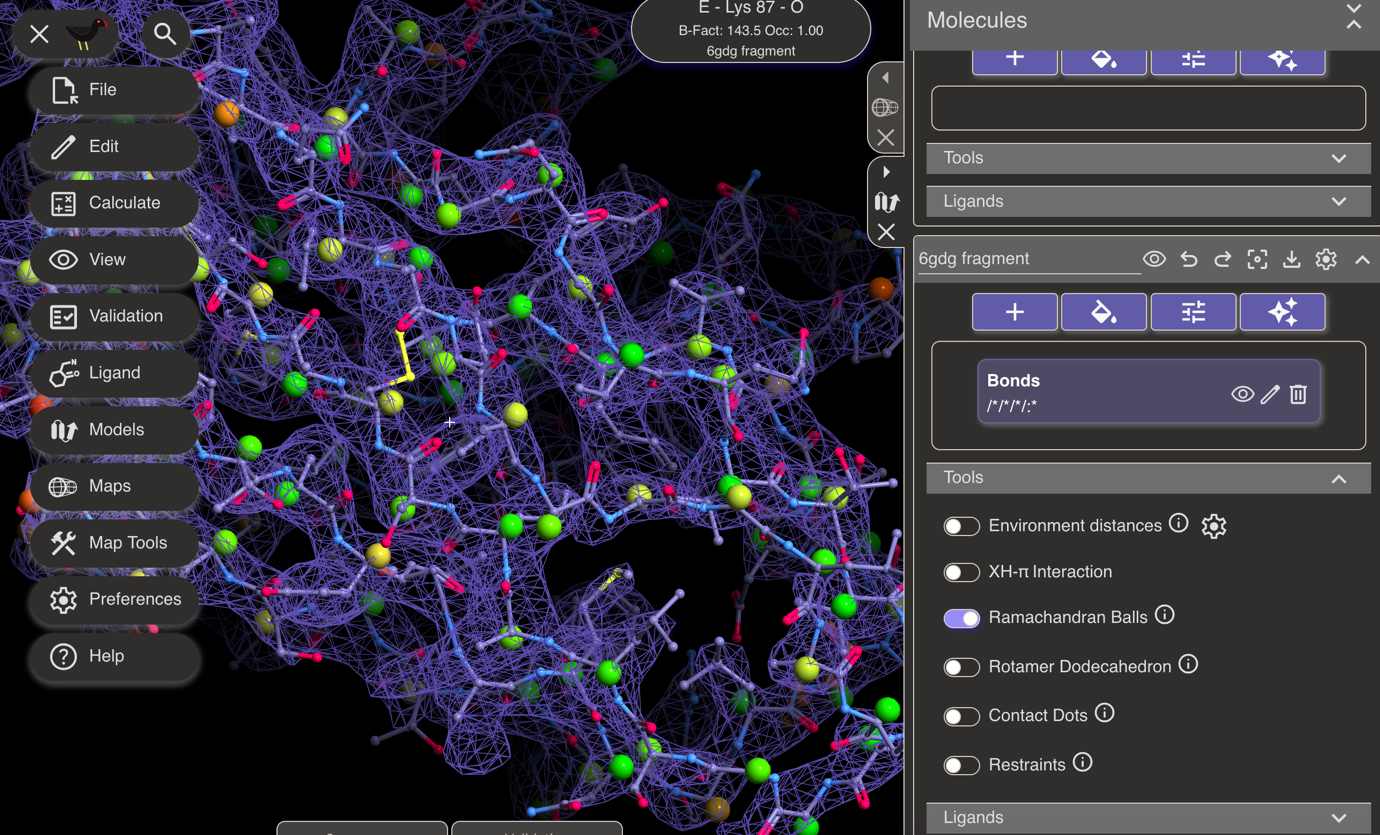 E - Lys 87 - O
B-Fact: 143.5 Occ: 1.00
6gdg fragment
File
Edit
Calculate
View
Validation
Ligand
Models
Maps
Map Tools
Preferences
Help
Molecules
Tools
Ligands
6gdg fragment
Bonds
/*/*/*/:*
Tools
Environment distances
XH-π Interaction
Ramachandran Balls
Rotamer Dodecahedron
Contact Dots
Restraints
Ligands